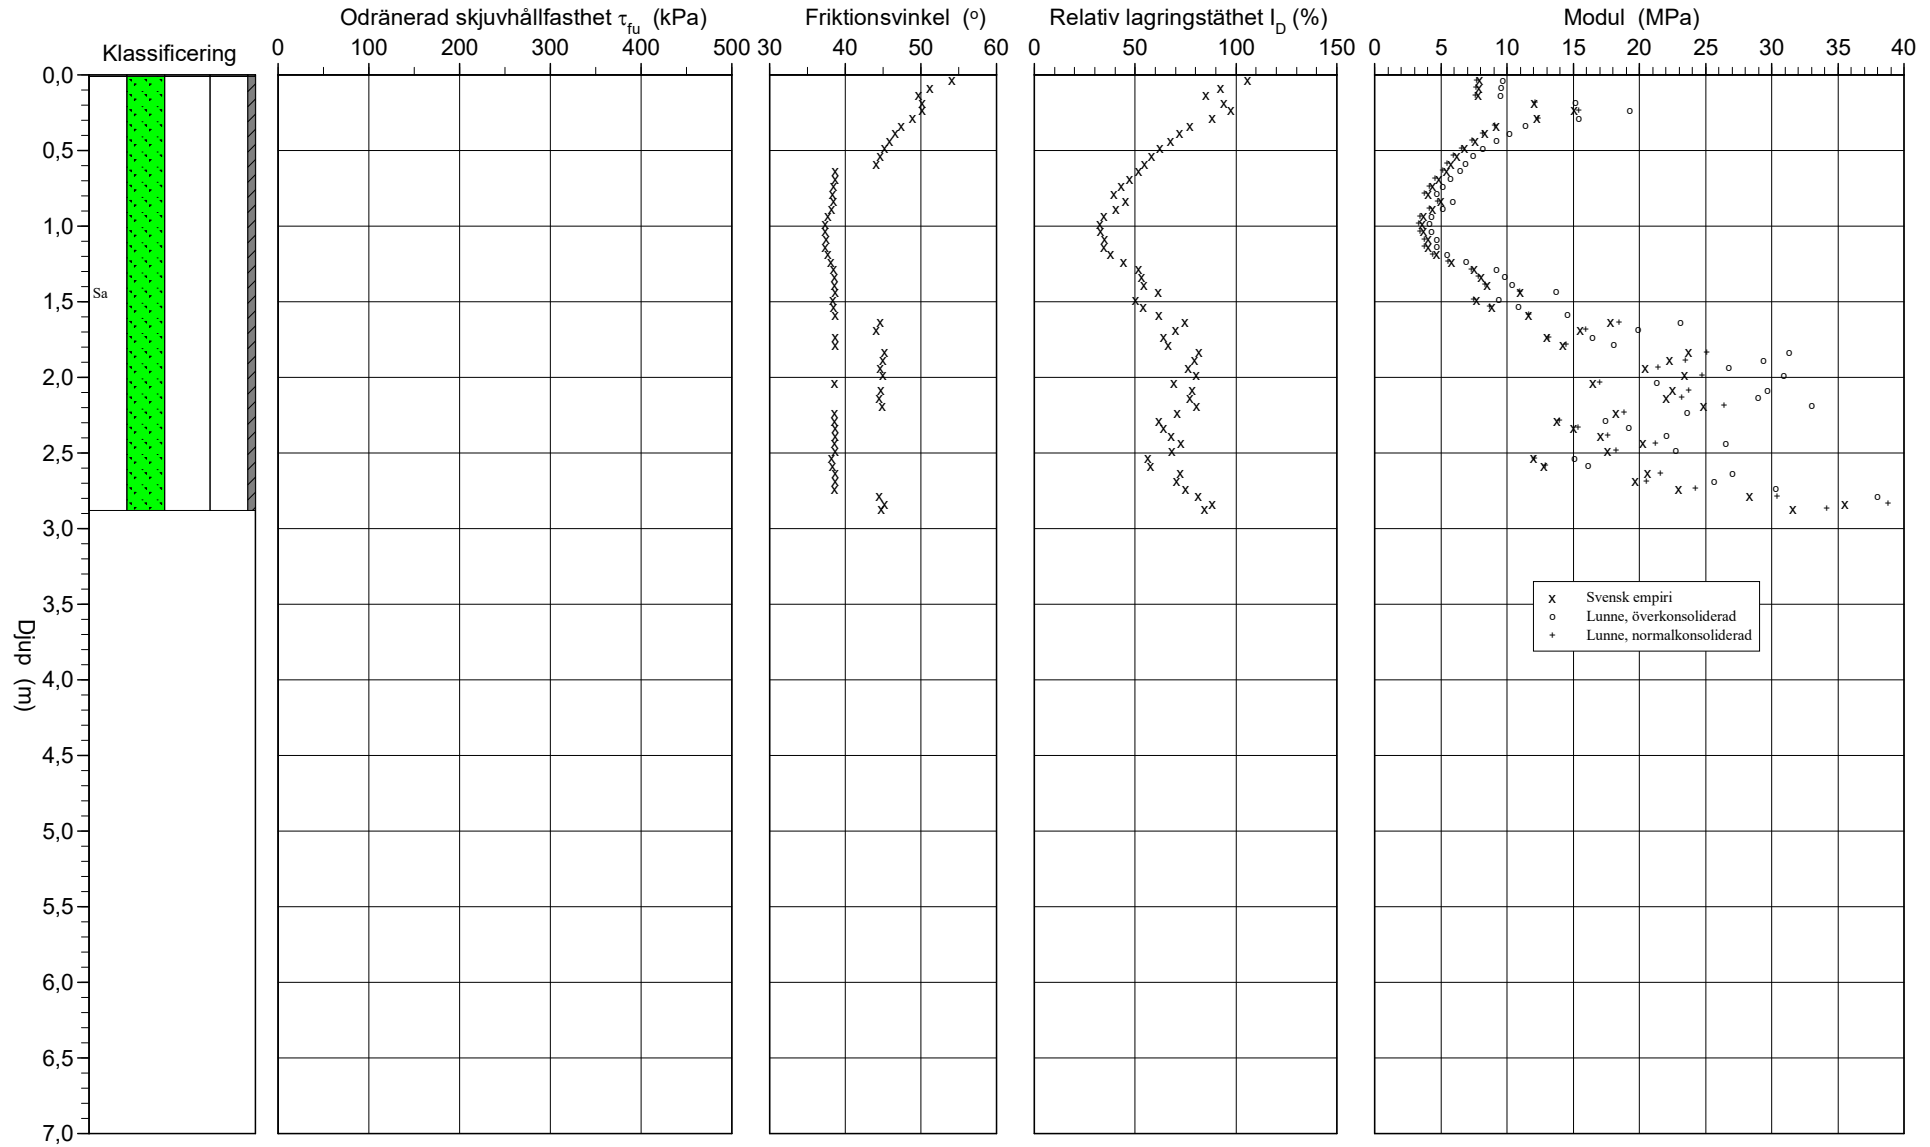 Odränerad skjuvhållfasthet τfu (kPa)
Friktionsvinkel (o)
Relativ lagringstäthet ID (%)
Modul (MPa)
Klassificering
0 100 200 300 400 500
30 40 50 60
0 50 100 150
0 5 10 15 20 25 30 35 40
0,0
0,5
1,0
Sa
1,5
2,0
2,5
3,0
3,5
4,0
4,5
5,0
5,5
6,0
6,5
7,0
Djup (m)
x Svensk empiri
o Lunne, överkonsoliderad
+ Lunne, normalkonsoliderad